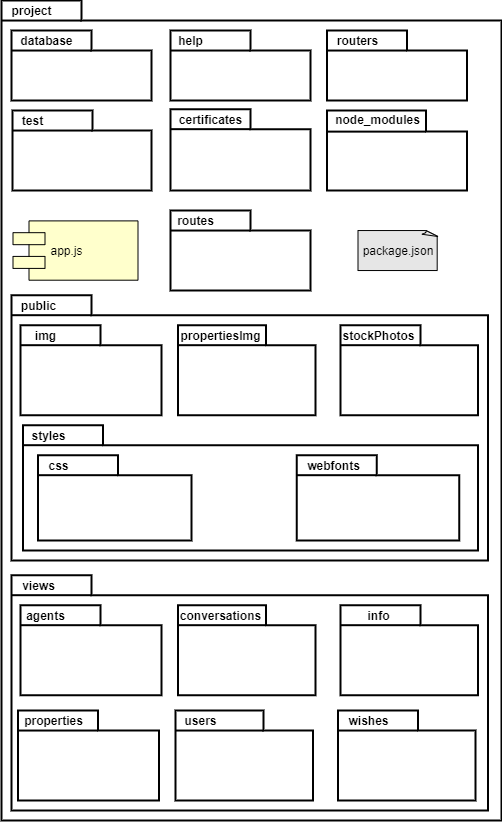 project
database
help
routers
test
certificates
node_modules
app.js
routes
package.json
public
img
propertiesImg
stockPhotos
styles
css
webfonts
views
agents
conversations
info
properties
users
wishes